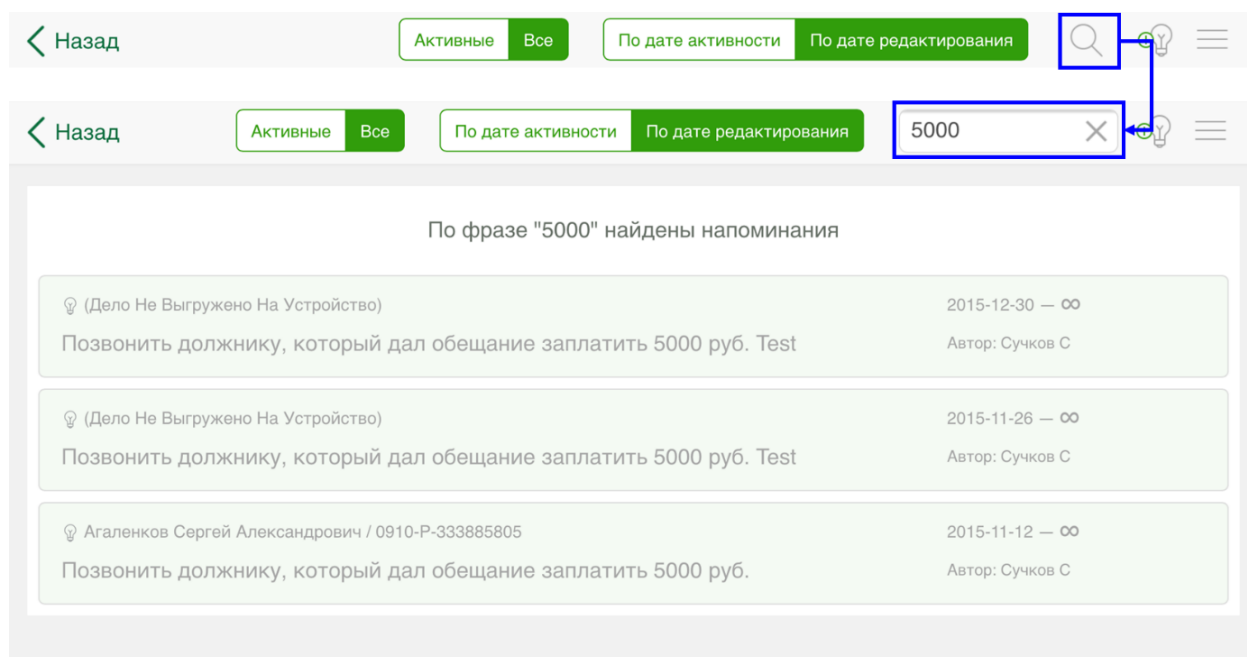 Назад Активные Все По дате активности По дате редактирования
Назад Активные Все По дате активности По дате редактирования 5000
По фразе "5000" найдены напоминания
(Дело Не Выгружено На Устройство) 2015-12-30 — ∞
Позвонить должнику, который дал обещание заплатить 5000 руб. Test Автор: Сучков С
(Дело Не Выгружено На Устройство) 2015-11-26 — ∞
Позвонить должнику, который дал обещание заплатить 5000 руб. Test Автор: Сучков С
Агаленков Сергей Александрович / 0910-P-333885805 2015-11-12 — ∞
Позвонить должнику, который дал обещание заплатить 5000 руб. Автор: Сучков С